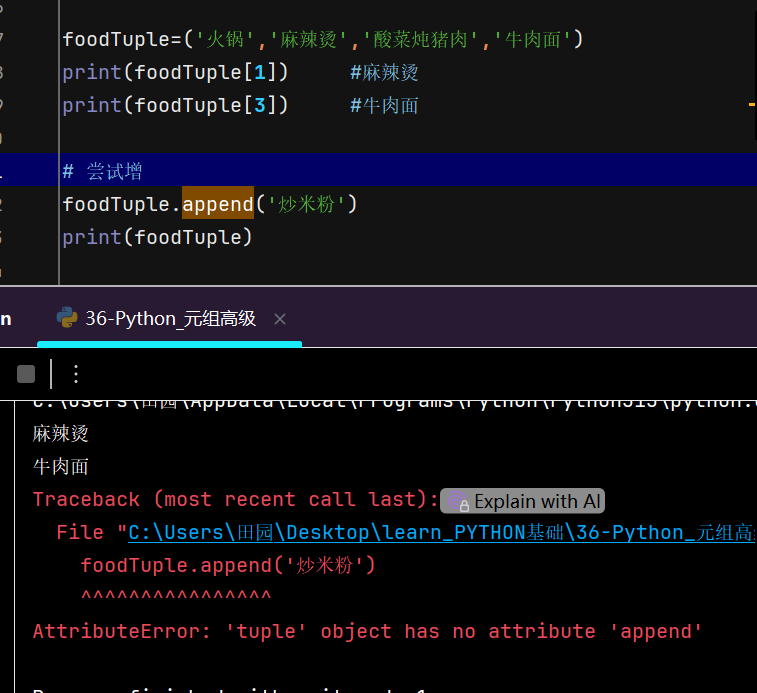 foodTuple=('火锅','麻辣烫','酸菜炖猪肉','牛肉面')
print(foodTuple[1])     #麻辣烫
print(foodTuple[3])     #牛肉面
# 尝试增
foodTuple.append('炒米粉')
print(foodTuple)
n 36-Python_元组高级
麻辣烫
牛肉面
Traceback (most recent call last): Explain with AI
File "C:\Users\田园\Desktop\learn_PYTHON基础\36-Python_元组高
foodTuple.append('炒米粉')
^^^^^^^^^^^^^^^^
AttributeError: 'tuple' object has no attribute 'append'